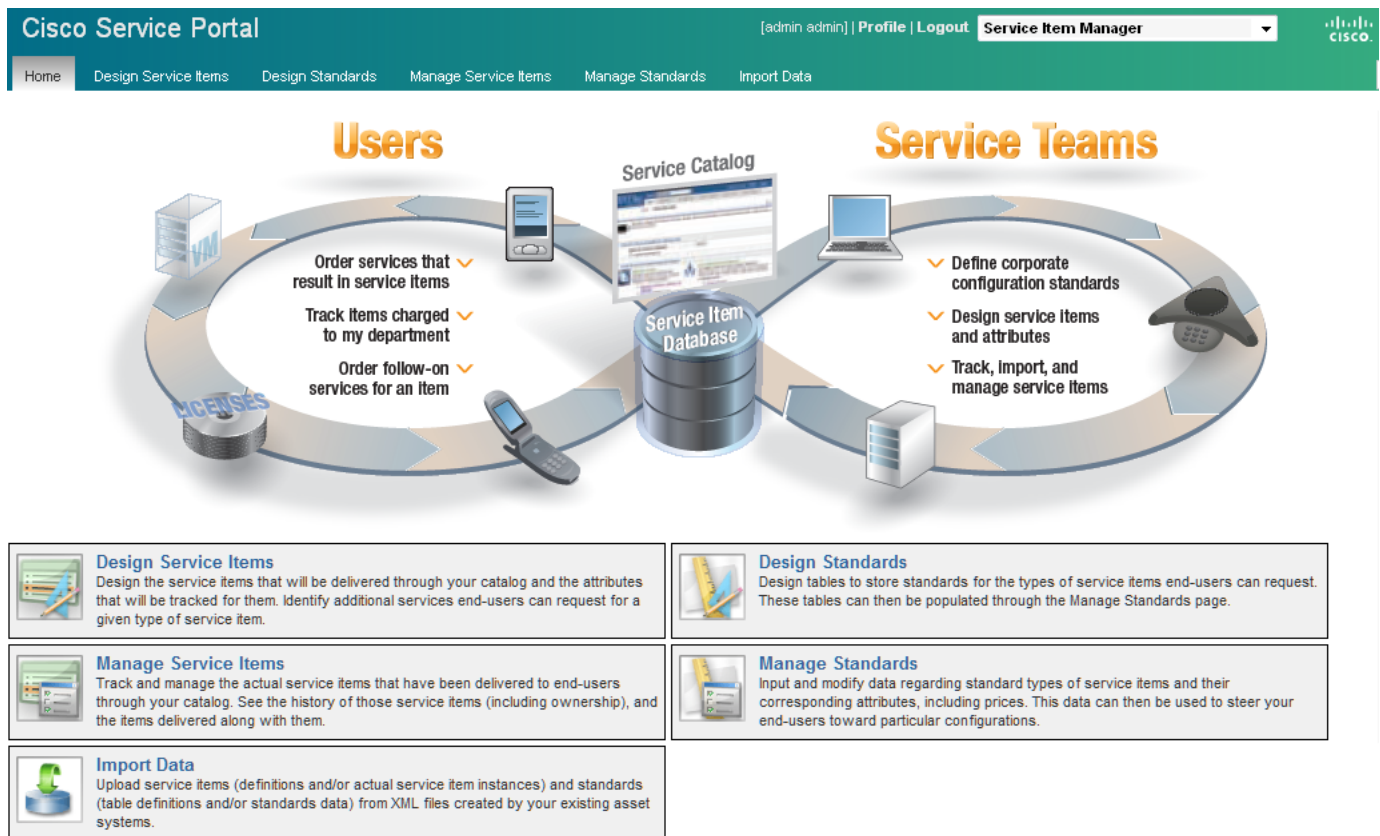 Cisco Service Portal
[admin admin] | Profile | Logout Service Item Manager
CISCO.
Home Design Service Items Design Standards Manage Service Items Manage Standards Import Data
Users
Service Catalog
Service Teams
VM
Order services that
result in service items
Track items charged
to my department
Order follow-on
services for an item
LICENSES
Service Item
Database
Define corporate
configuration standards
Design service items
and attributes
Track, import, and
manage service items
Design Service Items
Design the service items that will be delivered through your catalog and the attributes
that will be tracked for them. Identify additional services end-users can request for a
given type of service item.
Design Standards
Design tables to store standards for the types of service items end-users can request.
These tables can then be populated through the Manage Standards page.
Manage Service Items
Track and manage the actual service items that have been delivered to end-users
through your catalog. See the history of those service items (including ownership), and
the items delivered along with them.
Manage Standards
Input and modify data regarding standard types of service items and their
corresponding attributes, including prices. This data can then be used to steer your
end-users toward particular configurations.
Import Data
Upload service items (definitions and/or actual service item instances) and standards
(table definitions and/or standards data) from XML files created by your existing asset
systems.